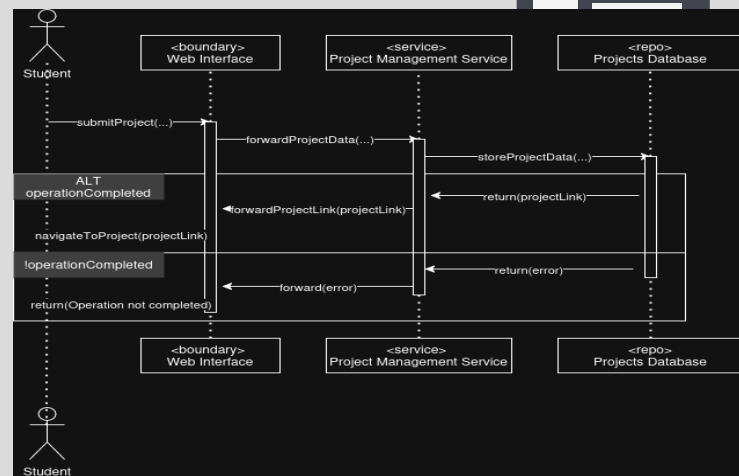 <boundary>
Web Interface
<service>
Project Management Service
<repo>
Projects Database
Student
submitProject(...)
forwardProjectData(...)
storeProjectData(...)
ALT
operationCompleted
return(projectLink)
forwardProjectLink(projectLink)
navigateToProject(projectLink)
!operationCompleted
return(error)
forward(error)
return(Operation not completed)
<boundary>
Web Interface
<service>
Project Management Service
<repo>
Projects Database
Student